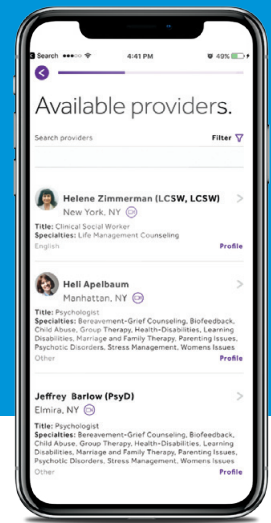 Search
4:41 PM
49%
Available providers.
Search providers
Filter
Helene Zimmerman (LCSW, LCSW)
New York, NY
Title: Clinical Social Worker
Specialties: Life Management Counseling
English
Profile
Heli Apelbaum
Manhattan, NY
Title: Psychologist
Specialties: Bereavement-Grief Counseling, Biofeedback,
Child Abuse, Group Therapy, Health-Disabilities, Learning
Disabilities, Marriage and Family Therapy, Parenting Issues,
Psychotic Disorders, Stress Management, Womens Issues
Other
Profile
Jeffrey Barlow (PsyD)
Elmira, NY
Title: Psychologist
Specialties: Bereavement-Grief Counseling, Biofeedback,
Child Abuse, Group Therapy, Health-Disabilities, Learning
Disabilities, Marriage and Family Therapy, Parenting Issues,
Psychotic Disorders, Stress Management, Womens Issues
Other
Profile